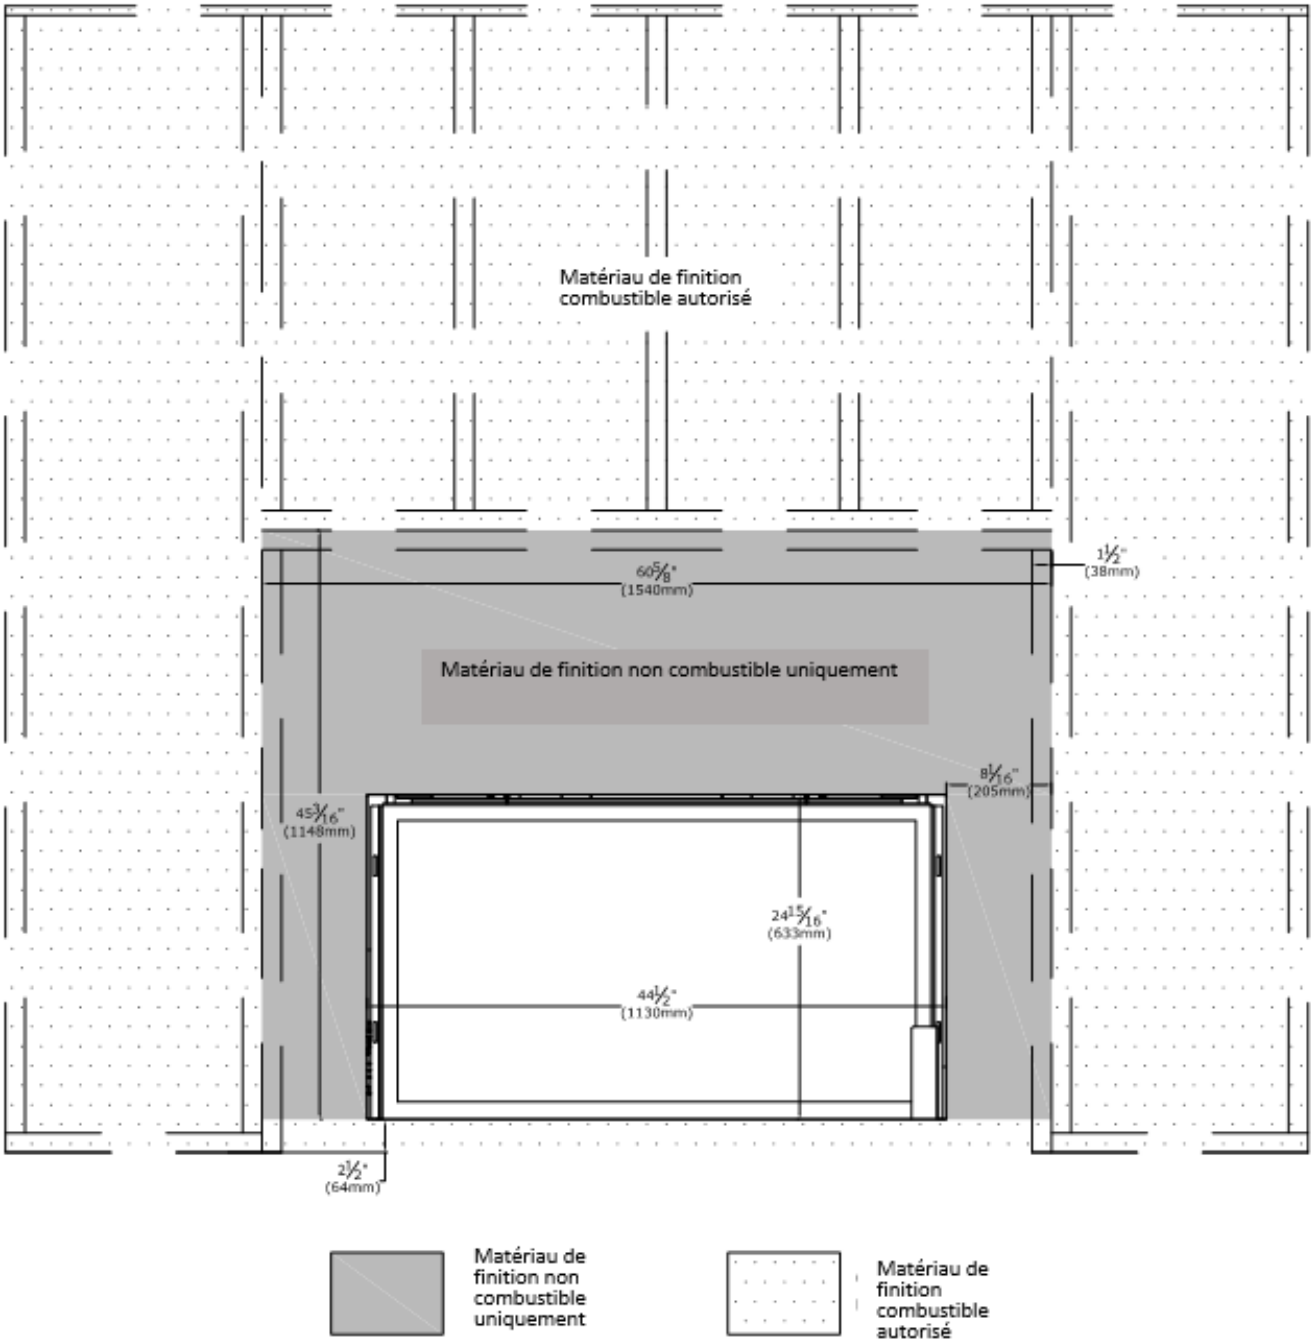 Matériau de finition
combustible autorisé
1½"
(38mm)
60⅝"
(1540mm)
Matériau de finition non combustible uniquement
8 1/16"
(205mm)
45 3/16"
(1148mm)
24 15/16"
(633mm)
44½"
(1130mm)
2½"
(64mm)
Matériau de
finition non
combustible
uniquement
Matériau de
finition
combustible
autorisé